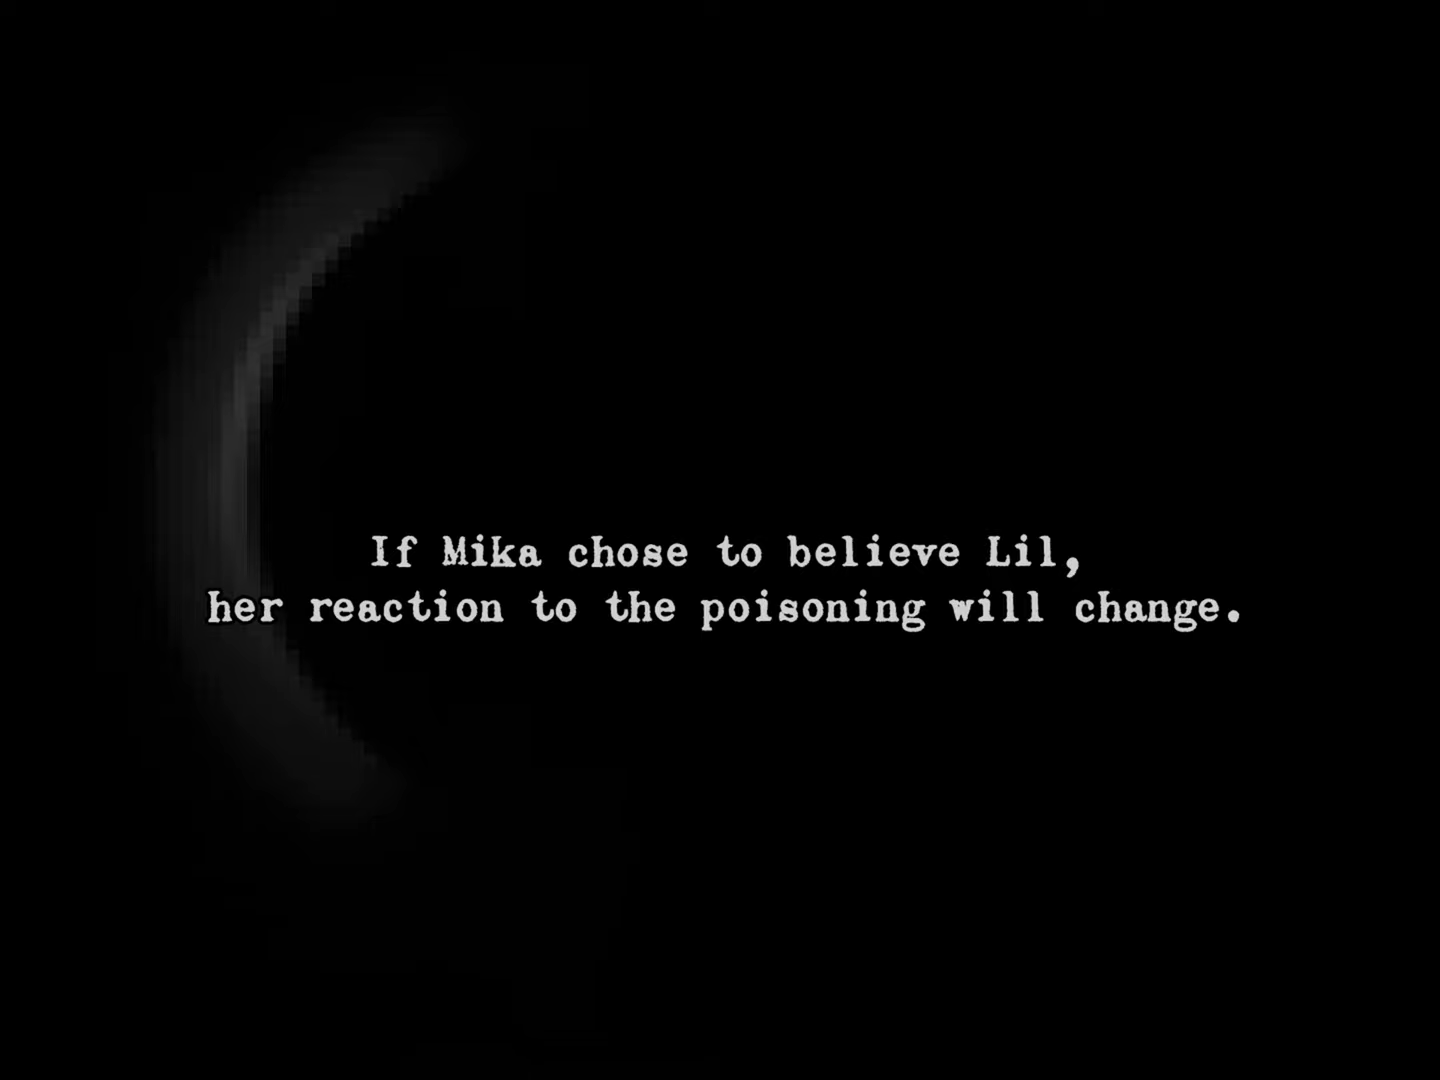 If Mika chose to believe Lil,
her reaction to the poisoning will change.